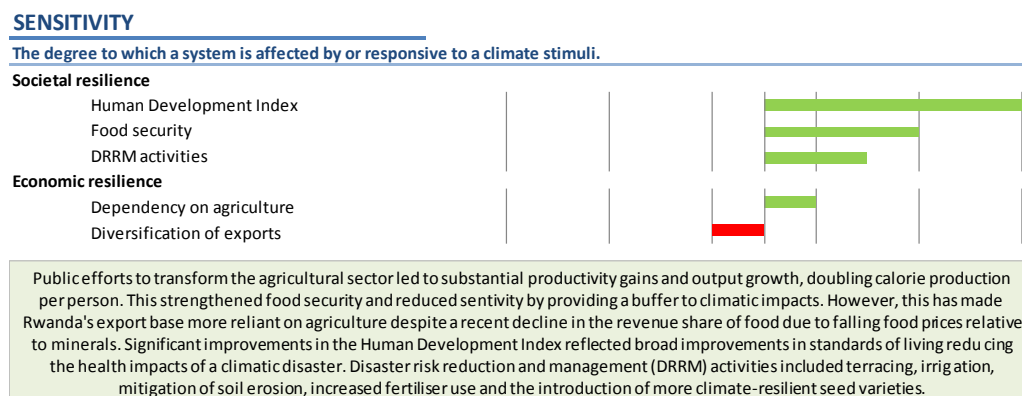 SENSITIVITY
The degree to which a system is affected by or responsive to a climate stimuli.
Societal resilience
Human Development Index
Food security
DRRM activities
Economic resilience
Dependency on agriculture
Diversification of exports
Public efforts to transform the agricultural sector led to substantial productivity gains and output growth, doubling calorie production
per person. This strengthened food security and reduced sentivity by providing a buffer to climatic impacts. However, this has made
Rwanda's export base more reliant on agriculture despite a recent decline in the revenue share of food due to falling food prices relative
to minerals. Significant improvements in the Human Development Index reflected broad improvements in standards of living reducing
the health impacts of a climatic disaster. Disaster risk reduction and management (DRRM) activities included terracing, irrigation,
mitigation of soil erosion, increased fertiliser use and the introduction of more climate-resilient seed varieties.